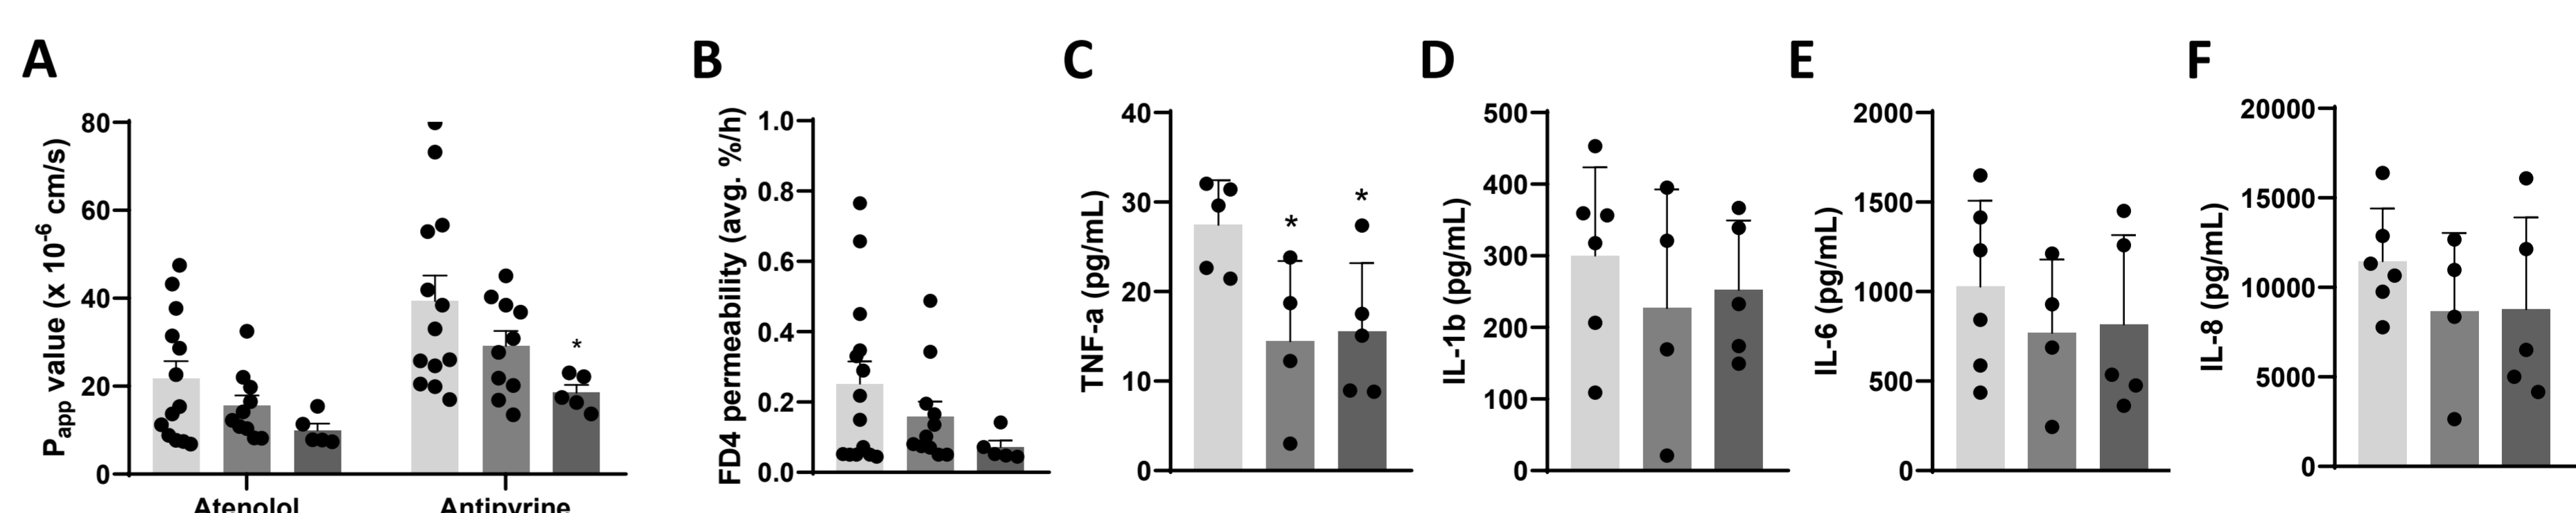 A
Papp value (x 10-6 cm/s)
80
60
40
20
0
Atenolol
Antipyrine
*
B
FD4 permeability (avg. %/h)
1.0
0.8
0.6
0.4
0.2
0.0
C
TNF-a (pg/mL)
40
30
20
10
0
*
*
D
IL-1b (pg/mL)
500
400
300
200
100
0
E
IL-6 (pg/mL)
2000
1500
1000
500
0
F
IL-8 (pg/mL)
20000
15000
10000
5000
0